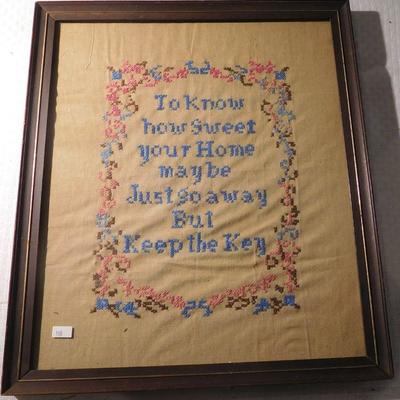 To Know
how Sweet
your Home
may be
Just go away
But
Keep the Key